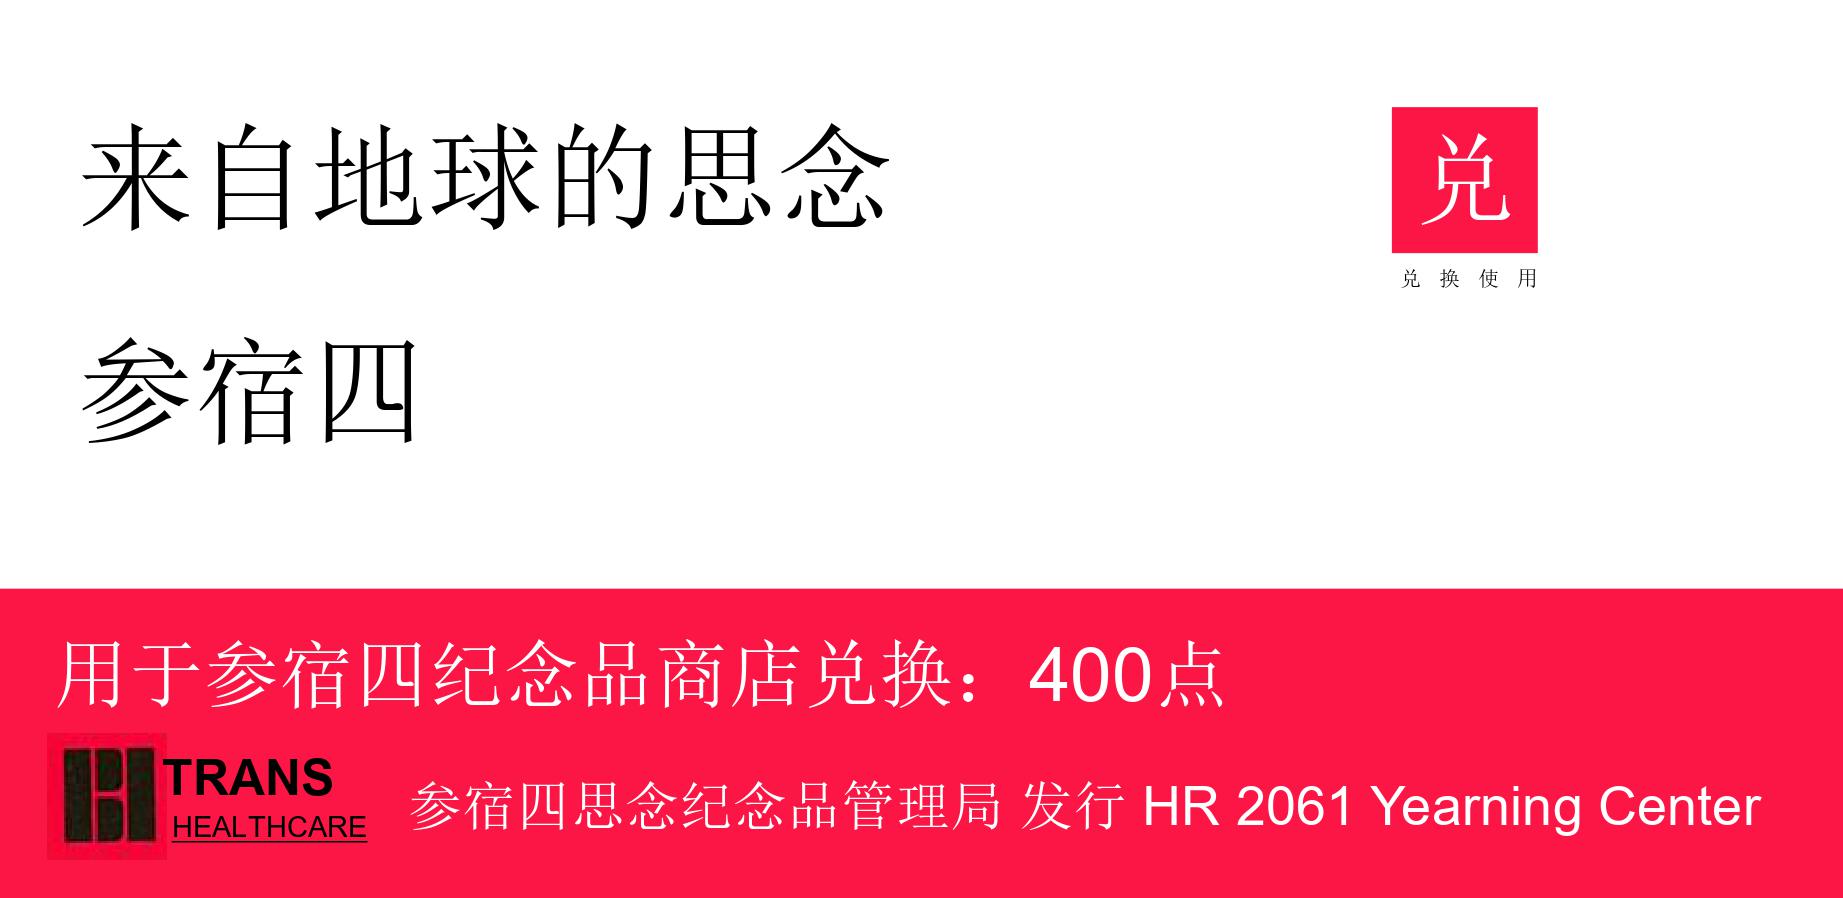 来自地球的思念
兑
兑换使用
参宿四
用于参宿四纪念品商店兑换：400点
BI TRANS
HEALTHCARE
参宿四思念纪念品管理局 发行 HR 2061 Yearning Center